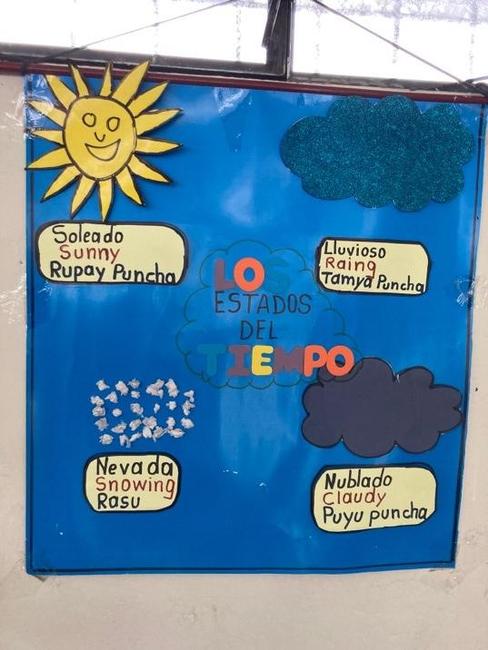 Soleado
Sunny
Rupay Puncha
Lluvioso
Raing
Tamya Puncha
LOS
ESTADOS
DEL
TIEMPO
Nevada
Snowing
Rasu
Nublado
Claudy
Puyu puncha